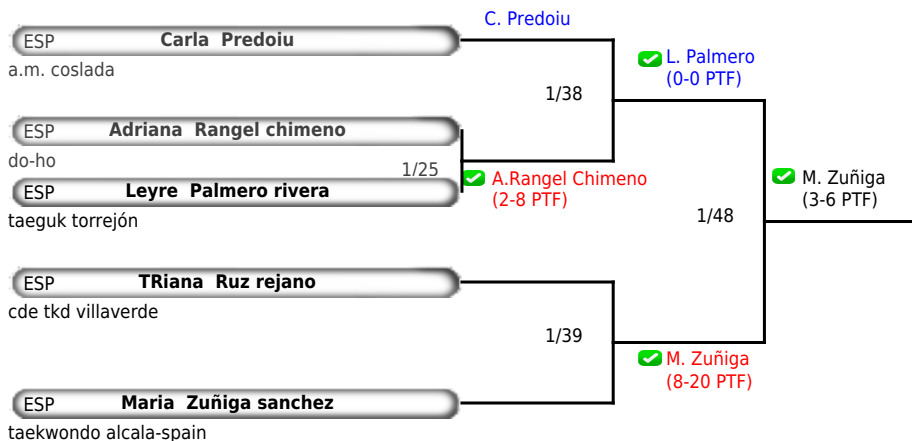 C. Predoiu
ESP Carla Predoiu
a.m. coslada
L. Palmero
(0-0 PTF)
1/38
ESP Adriana Rangel chimeno
do-ho
1/25
A.Rangel Chimeno
(2-8 PTF)
ESP Leyre Palmero rivera
taeguk torrejón
M. Zuñiga
(3-6 PTF)
1/48
ESP TRiana Ruz rejano
cde tkd villaverde
1/39
M. Zuñiga
(8-20 PTF)
ESP Maria Zuñiga sanchez
taekwondo alcala-spain